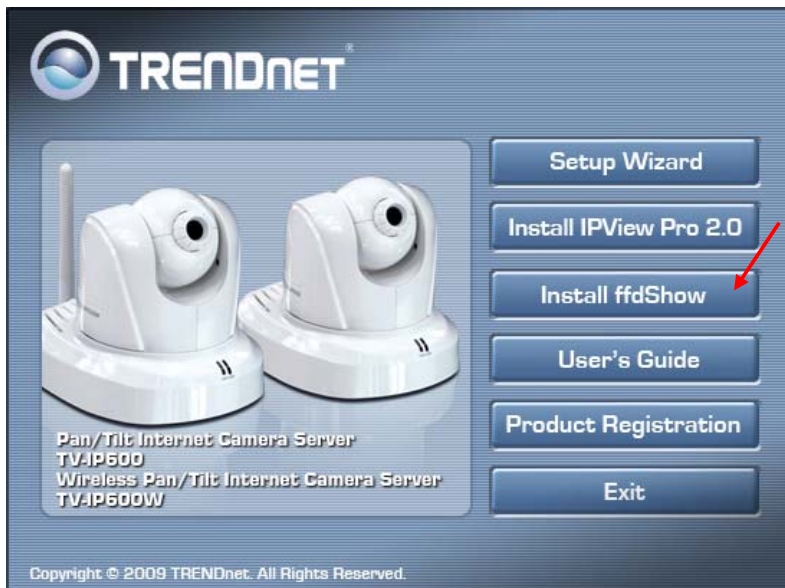 TRENDnet®
Setup Wizard
Install IPView Pro 2.0
Install ffdShow
User's Guide
Product Registration
Exit
Pan/Tilt Internet Camera Server
TV-IP600
Wireless Pan/Tilt Internet Camera Server
TV-IP600W
Copyright © 2009 TRENDnet. All Rights Reserved.